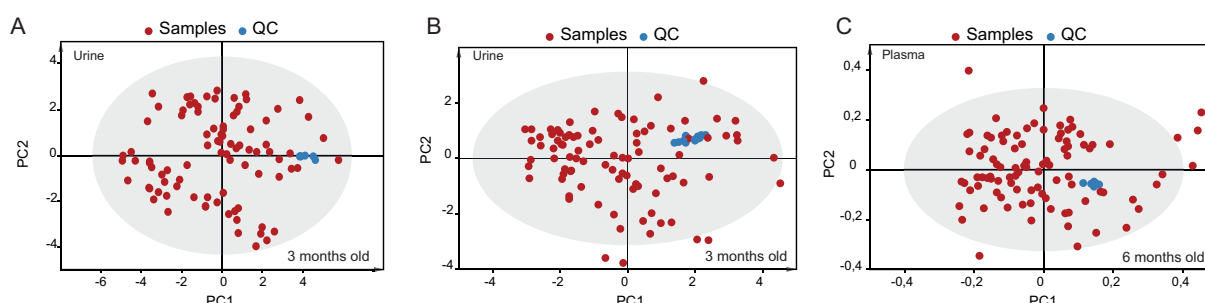 A
Samples QC
Urine
4
2
0
-2
-4
PC2
3 months old
-6 -4 -2 0 2 4
PC1
B
Samples QC
Urine
2
0
-2
-4
PC2
3 months old
-4 -2 0 2 4
PC1
C
Samples QC
Plasma
0,4
0,2
0
-0,2
-0,4
PC2
6 months old
-0,4 -0,2 0 0,2 0,4
PC1